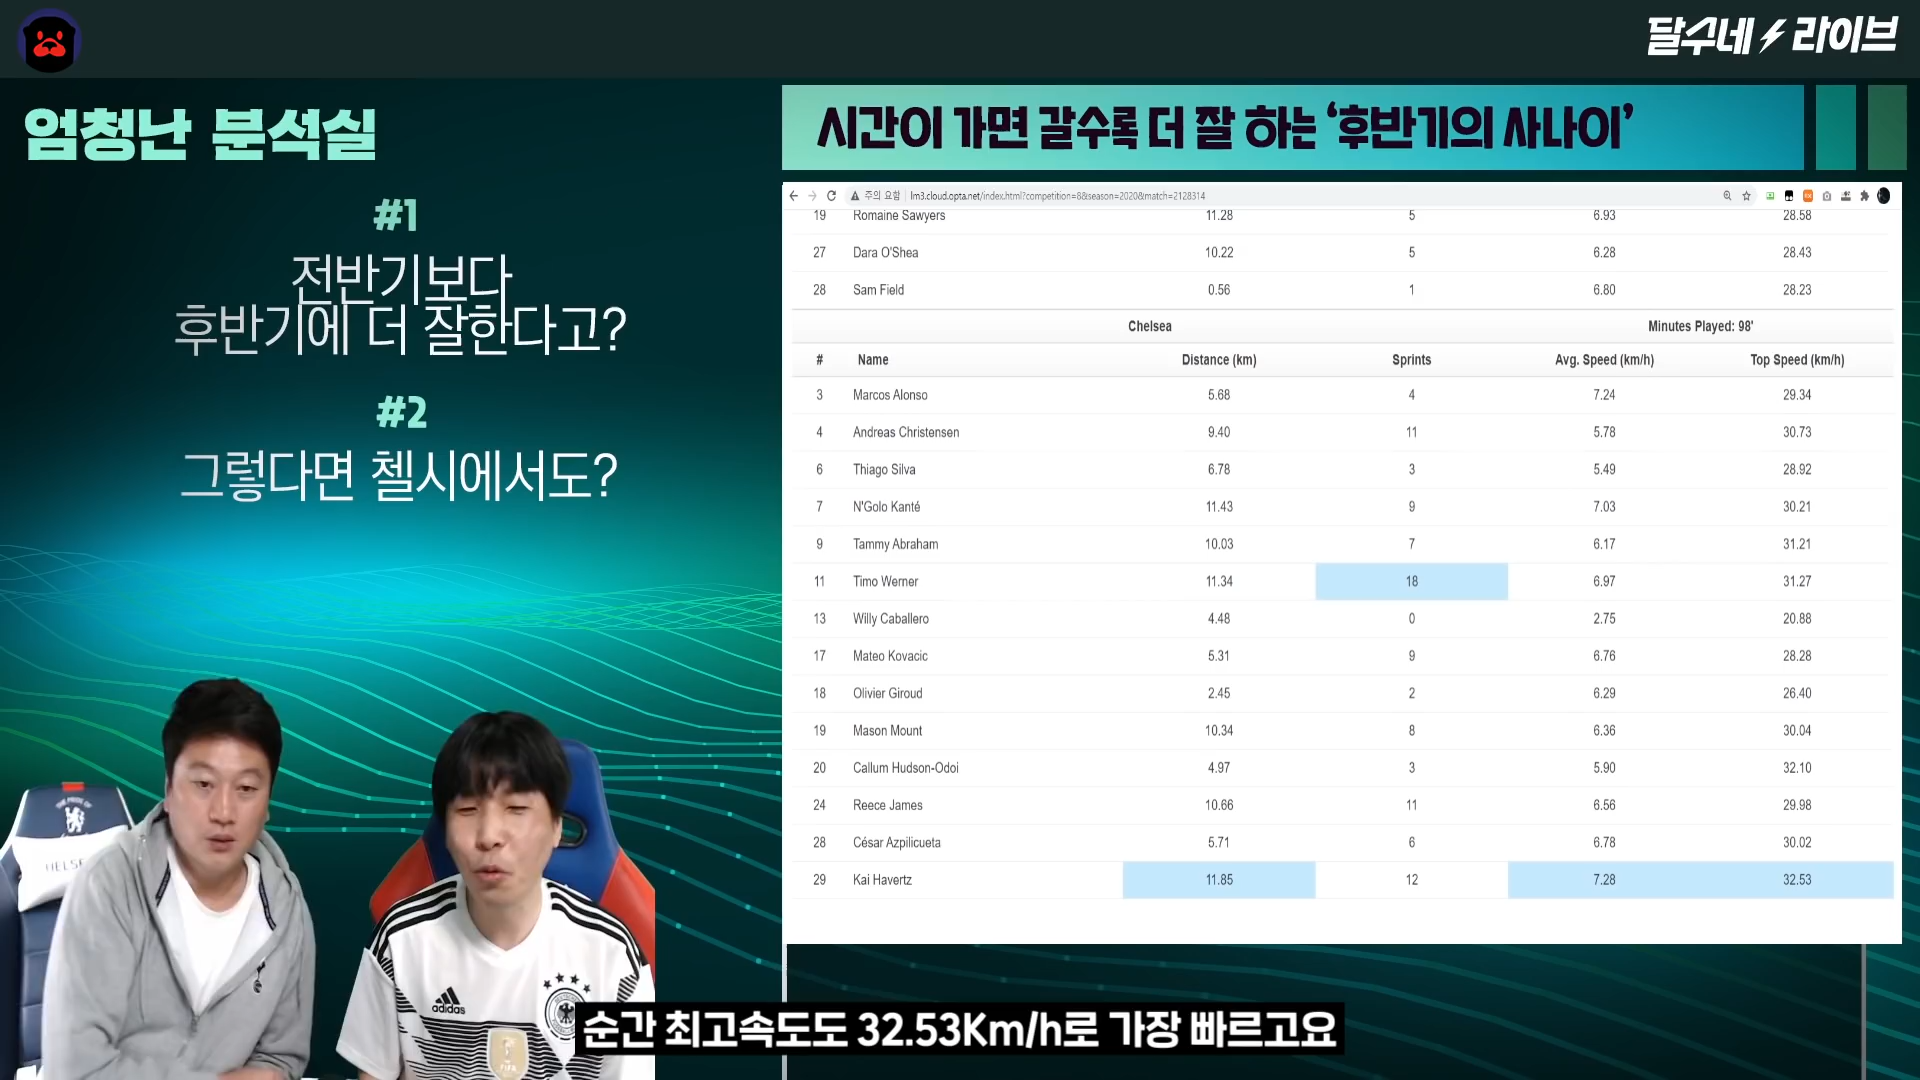 달수네 라이브
엄청난 분석실
#1
전반기보다
후반기에 더 잘한다고?
#2
그렇다면 첼시에서도?
시간이 가면 갈수록 더 잘 하는 ‘후반기의 사나이’
주의 요함 lm3.cloud.opta.net/index.html?competition=8&season=2020&match=2128314
19 Romaine Sawyers 11.28 5 6.93 28.58
27 Dara O'Shea 10.22 5 6.28 28.43
28 Sam Field 0.56 1 6.80 28.23
Chelsea Minutes Played: 98'
# Name Distance (km) Sprints Avg. Speed (km/h) Top Speed (km/h)
3 Marcos Alonso 5.68 4 7.24 29.34
4 Andreas Christensen 9.40 11 5.78 30.73
6 Thiago Silva 6.78 3 5.49 28.92
7 N'Golo Kanté 11.43 9 7.03 30.21
9 Tammy Abraham 10.03 7 6.17 31.21
11 Timo Werner 11.34 18 6.97 31.27
13 Willy Caballero 4.48 0 2.75 20.88
17 Mateo Kovacic 5.31 9 6.76 28.28
18 Olivier Giroud 2.45 2 6.29 26.40
19 Mason Mount 10.34 8 6.36 30.04
20 Callum Hudson-Odoi 4.97 3 5.90 32.10
24 Reece James 10.66 11 6.56 29.98
28 César Azpilicueta 5.71 6 6.78 30.02
29 Kai Havertz 11.85 12 7.28 32.53
THE PRIDE OF
adidas
FIFA
순간 최고속도도 32.53Km/h로 가장 빠르고요